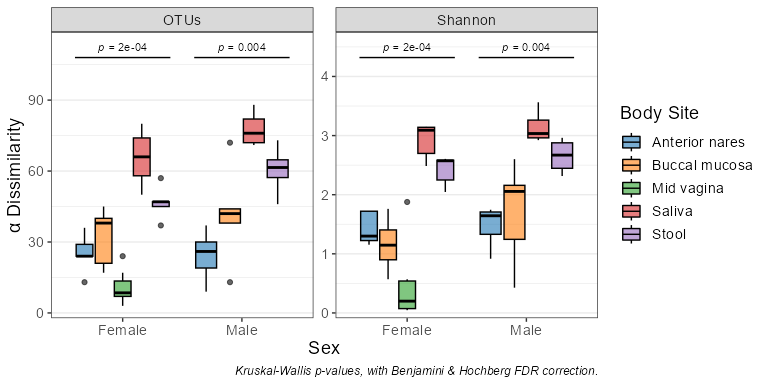 OTUs
Shannon
p = 2e-04
p = 0.004
p = 2e-04
p = 0.004
α Dissimilarity
90
60
30
0
4
3
2
1
0
Female
Male
Female
Male
Sex
Body Site
Anterior nares
Buccal mucosa
Mid vagina
Saliva
Stool
Kruskal-Wallis p-values, with Benjamini & Hochberg FDR correction.